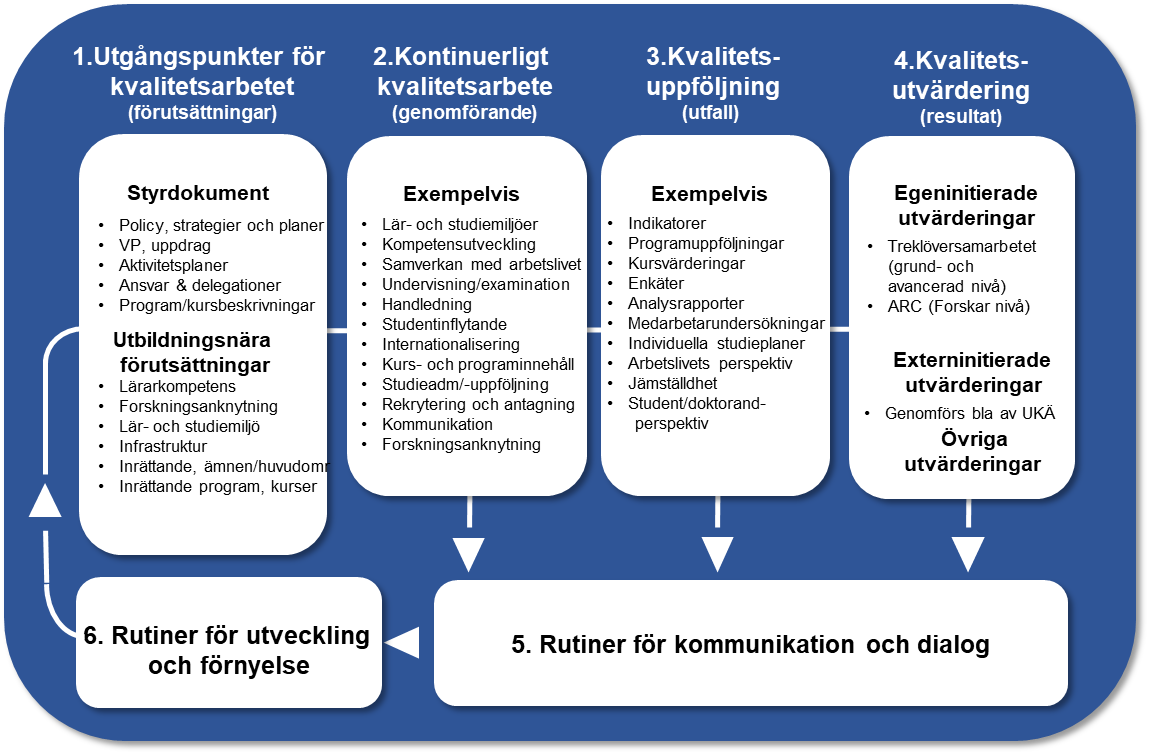 1.Utgångspunkter för
kvalitetsarbetet
(förutsättningar)
Styrdokument
• Policy, strategier och planer
• VP, uppdrag
• Aktivitetsplaner
• Ansvar & delegationer
• Program/kursbeskrivningar
Utbildningsnära
förutsättningar
• Lärarkompetens
• Forskningsanknytning
• Lär- och studiemiljö
• Infrastruktur
• Inrättande, ämnen/huvudomr
• Inrättande program, kurser
2.Kontinuerligt
kvalitetsarbete
(genomförande)
Exempelvis
• Lär- och studiemiljöer
• Kompetensutveckling
• Samverkan med arbetslivet
• Undervisning/examination
• Handledning
• Studentinflytande
• Internationalisering
• Kurs- och programinnehåll
• Studieadm/-uppföljning
• Rekrytering och antagning
• Kommunikation
• Forskningsanknytning
3.Kvalitets-
uppföljning
(utfall)
Exempelvis
• Indikatorer
• Programuppföljningar
• Kursvärderingar
• Enkäter
• Analysrapporter
• Medarbetarundersökningar
• Individuella studieplaner
• Arbetslivets perspektiv
• Jämställdhet
• Student/doktorand-
perspektiv
4.Kvalitets-
utvärdering
(resultat)
Egeninitierade
utvärderingar
• Treklöversamarbetet
(grund- och
avancerad nivå)
• ARC (Forskar nivå)
Externinitierade
utvärderingar
• Genomförs bla av UKÄ
Övriga
utvärderingar
5. Rutiner för kommunikation och dialog
6. Rutiner för utveckling
och förnyelse